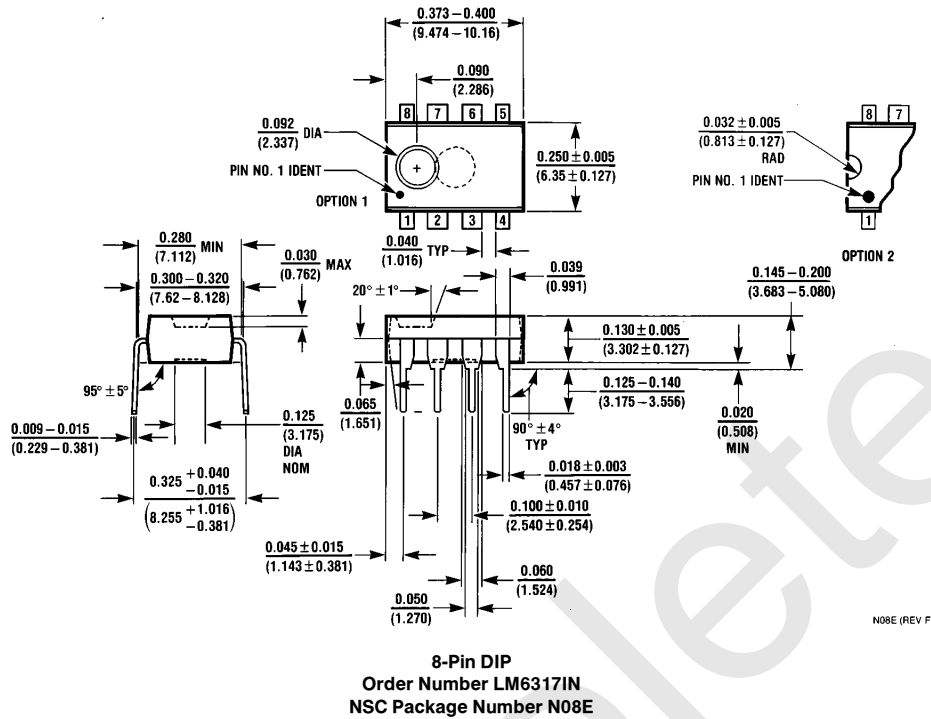 0.373 – 0.400
(9.474 – 10.16)
0.090
(2.286)
8 7 6 5
0.092 DIA
(2.337)
PIN NO. 1 IDENT
OPTION 1
+
1 2 3 4
0.250 ± 0.005
(6.35 ± 0.127)
8 7
0.032 ± 0.005
(0.813 ± 0.127)
RAD
PIN NO. 1 IDENT
1
OPTION 2
0.280 MIN
(7.112)
0.300 – 0.320
(7.62 – 8.128)
0.030 MAX
(0.762)
0.040 TYP
(1.016)
0.039
(0.991)
20° ± 1°
0.145 – 0.200
(3.683 – 5.080)
0.130 ± 0.005
(3.302 ± 0.127)
0.125 – 0.140
(3.175 – 3.556)
0.020
(0.508)
MIN
95° ± 5°
0.009 – 0.015
(0.229 – 0.381)
0.125
(3.175)
DIA
NOM
0.065
(1.651)
90° ± 4°
TYP
0.018 ± 0.003
(0.457 ± 0.076)
0.325 +0.040 –0.015
(8.255 +1.016 –0.381)
0.100 ± 0.010
(2.540 ± 0.254)
0.045 ± 0.015
(1.143 ± 0.381)
0.060
(1.524)
0.050
(1.270)
N08E (REV F
8-Pin DIP
Order Number LM6317IN
NSC Package Number N08E
lete